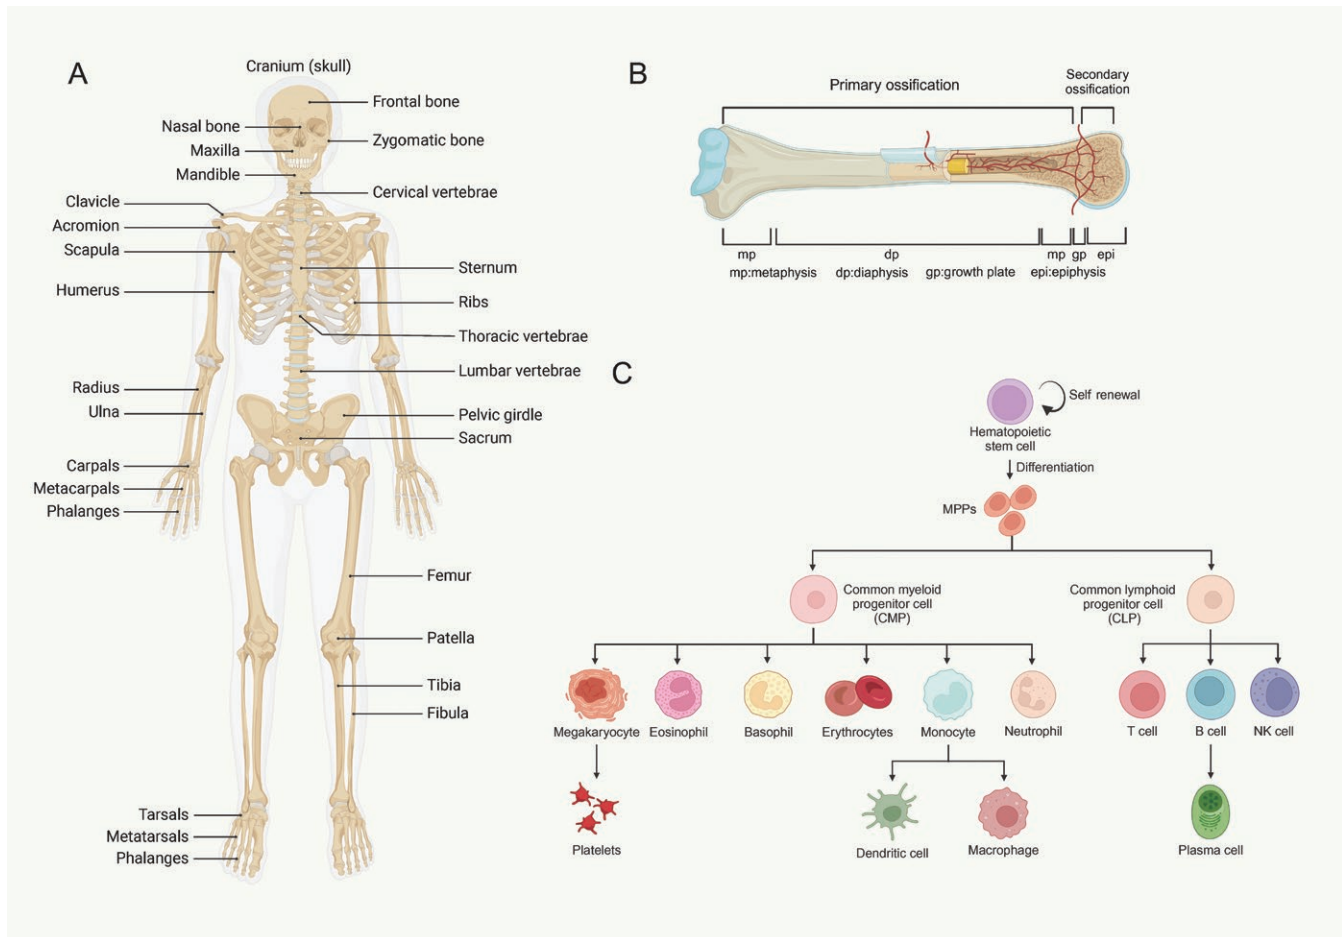 A
Cranium (skull)
Frontal bone
Nasal bone
Zygomatic bone
Maxilla
Mandible
Cervical vertebrae
Clavicle
Acromion
Scapula
Sternum
Humerus
Ribs
Thoracic vertebrae
Lumbar vertebrae
Radius
Ulna
Pelvic girdle
Sacrum
Carpals
Metacarpals
Phalanges
Femur
Patella
Tibia
Fibula
Tarsals
Metatarsals
Phalanges
B
Primary ossification
Secondary
ossification
mp dp mp gp epi
mp:metaphysis dp:diaphysis gp:growth plate epi:epiphysis
C
Self renewal
Hematopoietic
stem cell
Differentiation
MPPs
Common myeloid
progenitor cell
(CMP)
Common lymphoid
progenitor cell
(CLP)
Megakaryocyte Eosinophil Basophil Erythrocytes Monocyte Neutrophil T cell B cell NK cell
Platelets Dendritic cell Macrophage Plasma cell